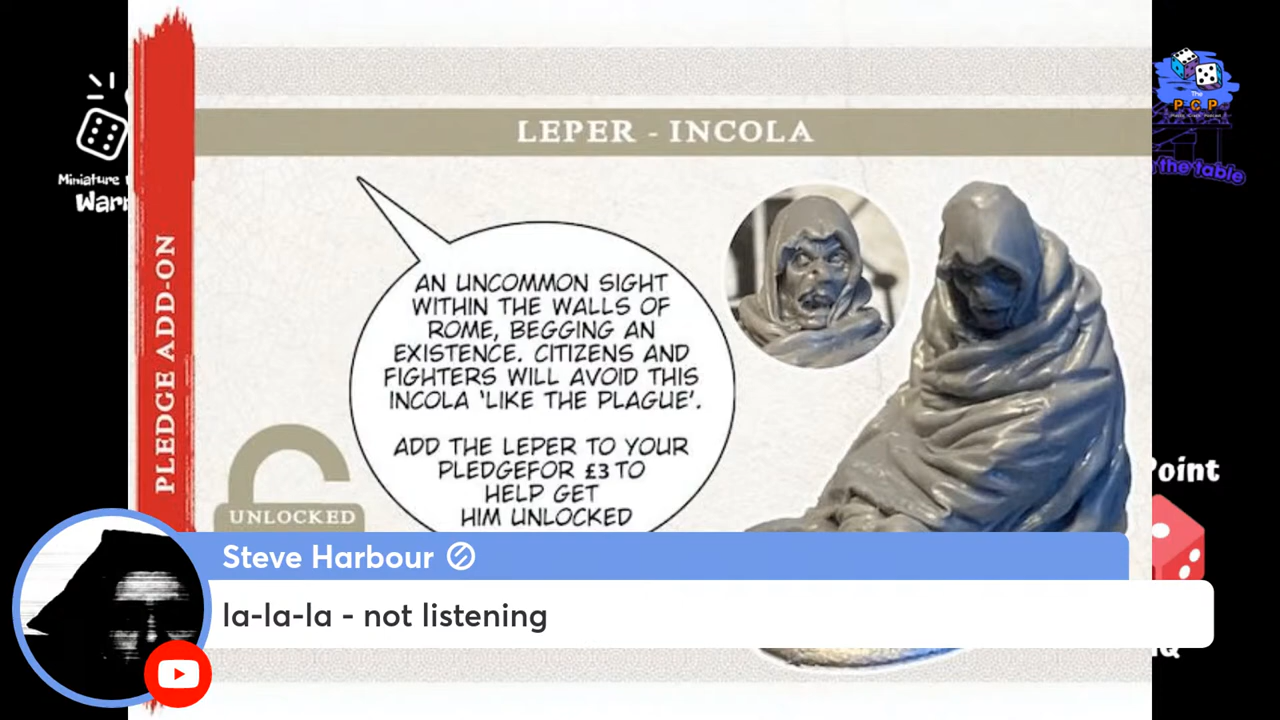 LEPER - INCOLA
PLEDGE ADD-ON
AN UNCOMMON SIGHT
WITHIN THE WALLS OF
ROME, BEGGING AN
EXISTENCE. CITIZENS AND
FIGHTERS WILL AVOID THIS
INCOLA 'LIKE THE PLAGUE'.
ADD THE LEPER TO YOUR
PLEDGEFOR £3 TO
HELP GET
HIM UNLOCKED
UNLOCKED
Miniature
The
P C P
the table
Point
Steve Harbour
la-la-la - not listening